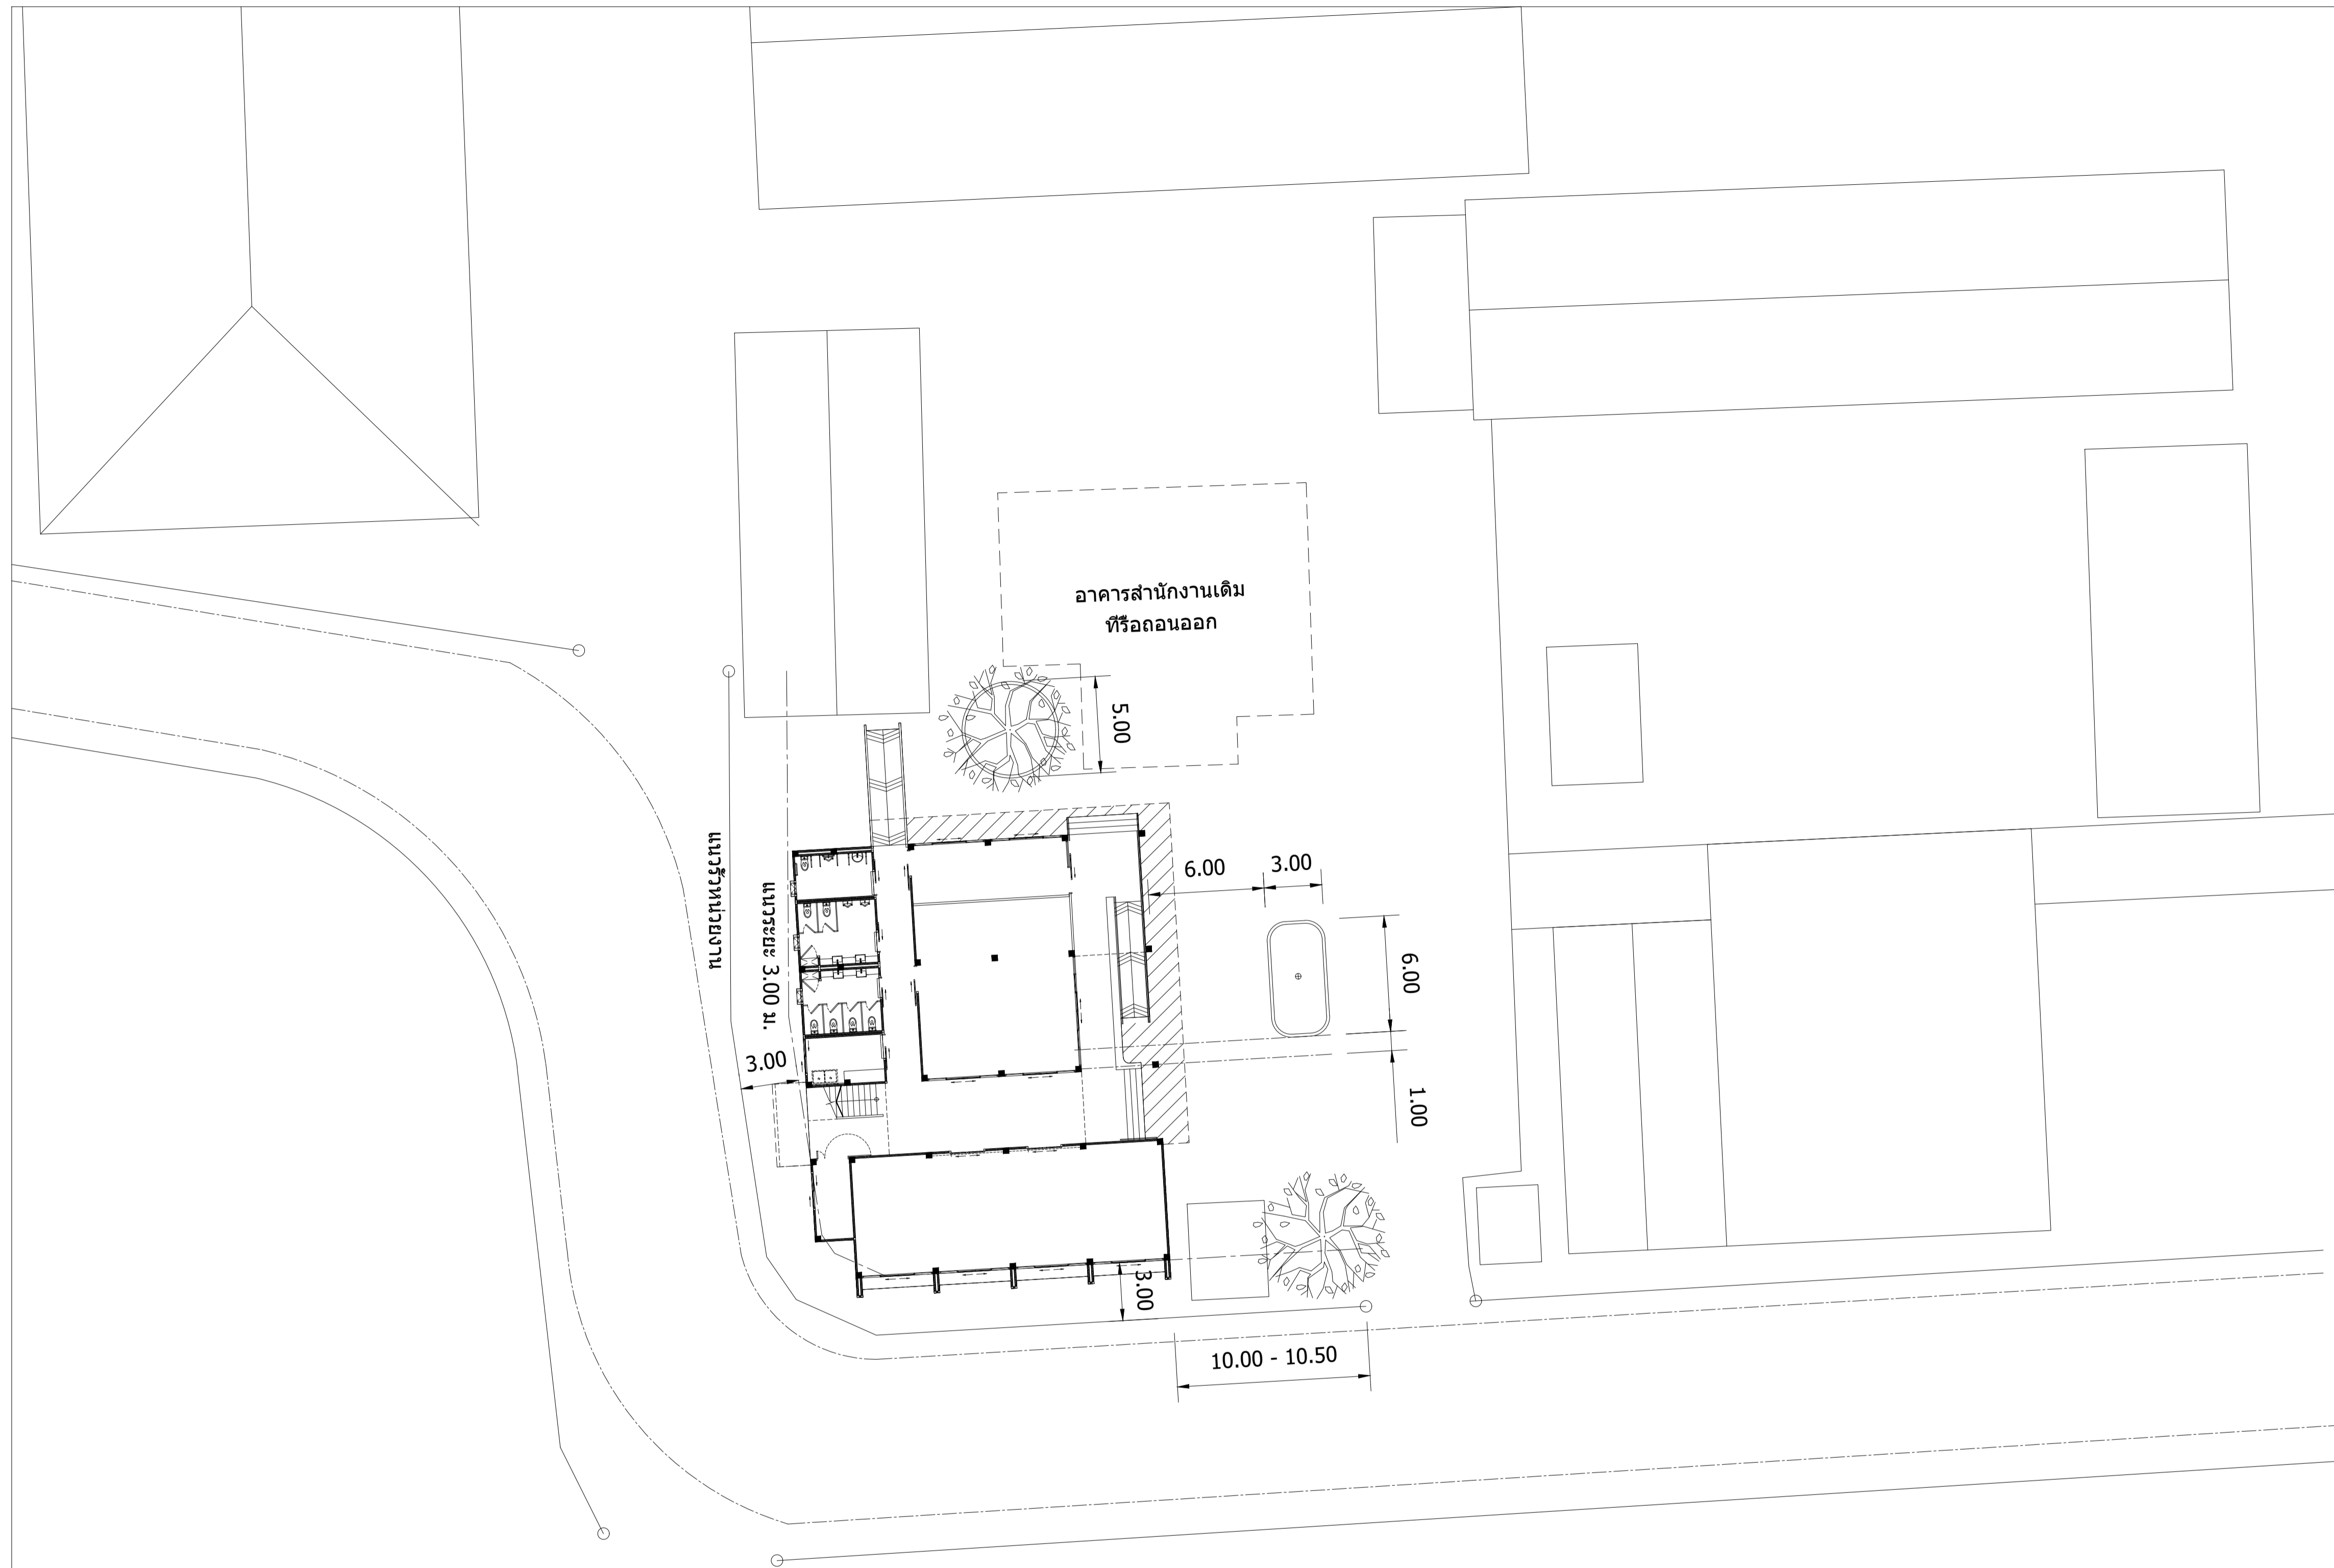 อาคารสำนักงานเดิม
ที่รื้อถอนออก
5.00
6.00
3.00
แนวรั้วหน่วยงาน
แนวระยะ 3.00 ม.
6.00
3.00
1.00
3.00
10.00 - 10.50